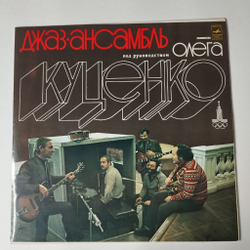 ДЖАЗ-АНСАМБЛЬ
под руководством ОЛЕГА
КУЦЕНКО